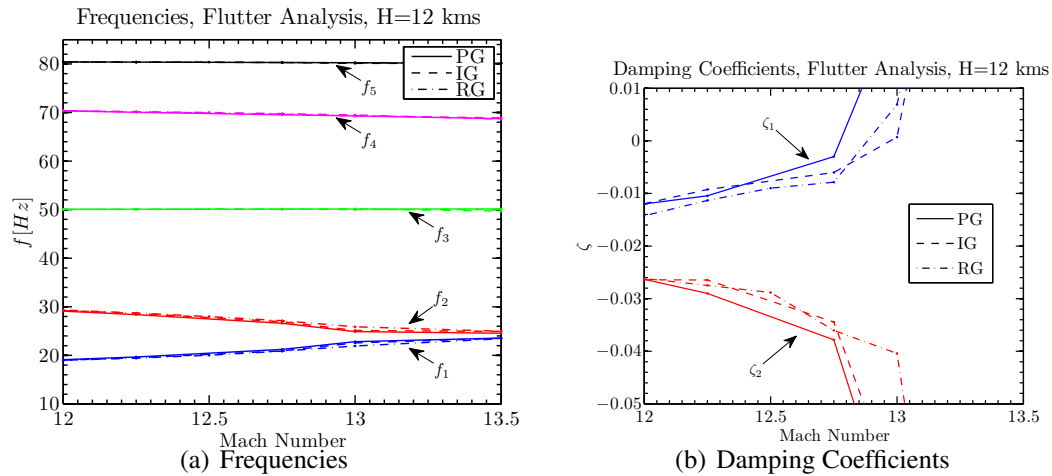 Frequencies, Flutter Analysis, H=12 kms
80
70
60
50
40
30
20
10
f [Hz]
12
12.5
13
13.5
Mach Number
PG
IG
RG
f5
f4
f3
f2
f1
(a) Frequencies
Damping Coefficients, Flutter Analysis, H=12 kms
0.01
0
−0.01
−0.02
−0.03
−0.04
−0.05
ζ
12
12.5
13
13.5
Mach Number
ζ1
ζ2
PG
IG
RG
(b) Damping Coefficients